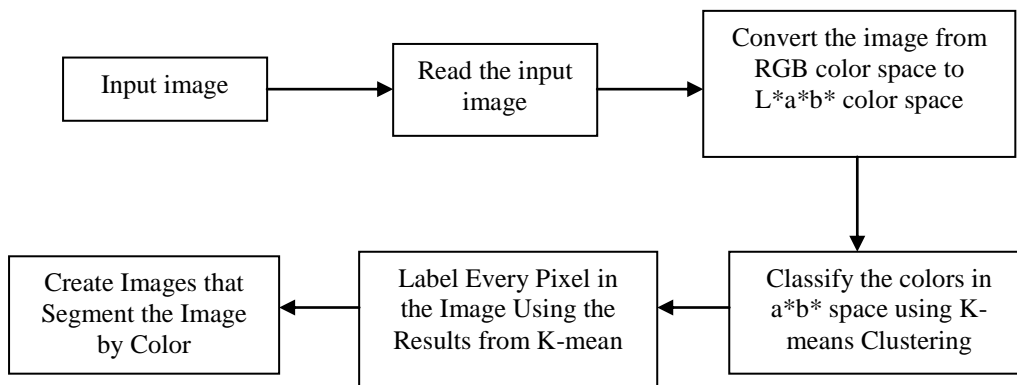 Input image
Read the input
image
Convert the image from
RGB color space to
L*a*b* color space
Classify the colors in
a*b* space using K-
means Clustering
Label Every Pixel in
the Image Using the
Results from K-mean
Create Images that
Segment the Image
by Color